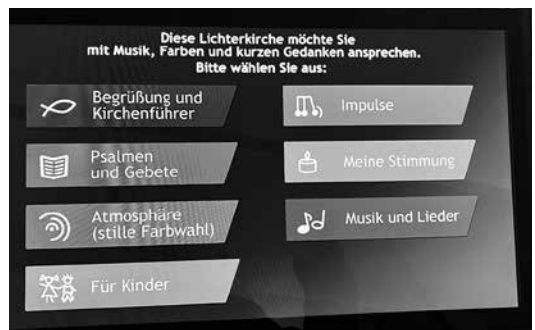 Diese Lichterkirche möchte Sie
mit Musik, Farben und kurzen Gedanken ansprechen.
Bitte wählen Sie aus:
Begrüßung und
Kirchenführer
Psalmen
und Gebete
Atmosphäre
(stille Farbwahl)
Für Kinder
Impulse
Meine Stimmung
Musik und Lieder